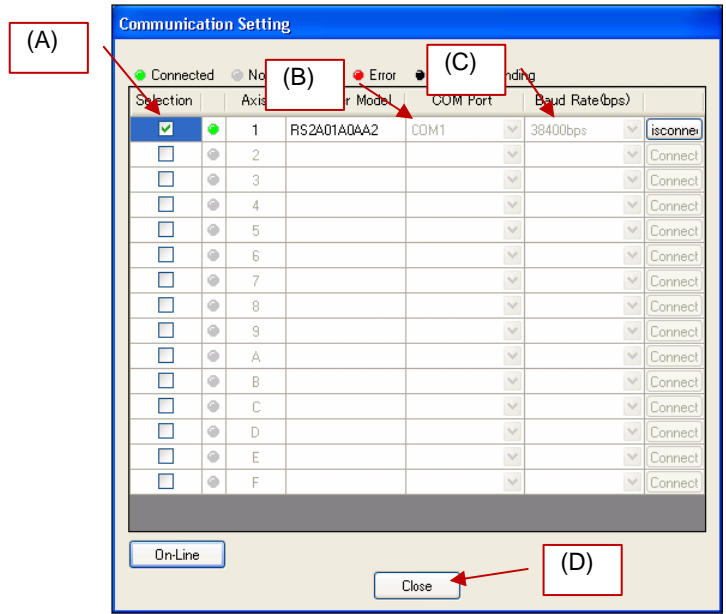 Communication Setting
(A)
(B)
(C)
Connected No Error nding
Selection Axis r Model COM Port Baud Rate(bps)
1 RS2A01A0AA2 COM1 38400bps isconne
2 Connect
3 Connect
4 Connect
5 Connect
6 Connect
7 Connect
8 Connect
9 Connect
A Connect
B Connect
C Connect
D Connect
E Connect
F Connect
On-Line
(D)
Close